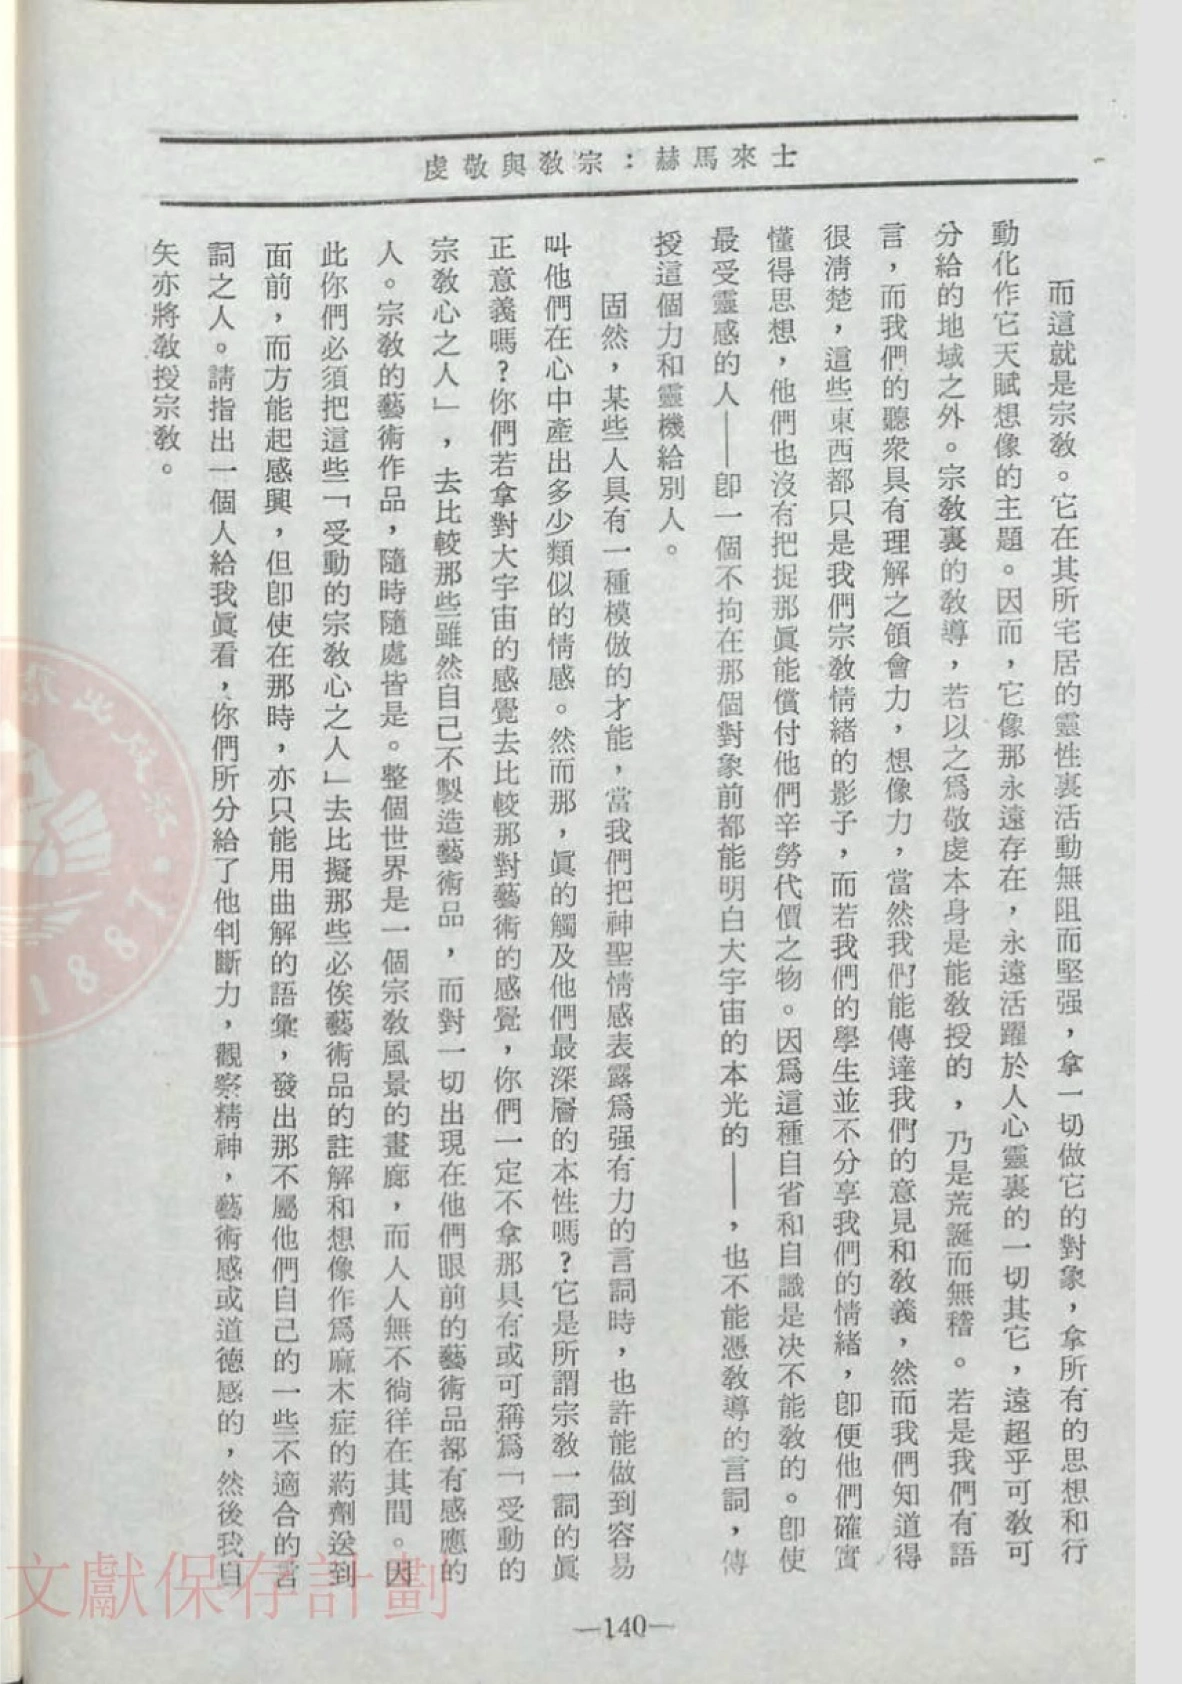 士來馬赫：宗敎與敬虔
而這就是宗敎。它在其所宅居的靈性裏活動無阻而堅强，拿一切做它的對象，拿所有的思想和行
動化作它天賦想像的主題。因而，它像那永遠存在，永遠活躍於人心靈裏的一切其它，遠超乎可敎可
分給的地域之外。宗敎裏的敎導，若以之爲敬虔本身是能敎授的，乃是荒誕而無稽。若是我們有語
言，而我們的聽衆具有理解之領會力，想像力，當然我們能傳達我們的意見和敎義，然而我們知道得
很淸楚，這些東西都只是我們宗敎情緖的影子，而若我們的學生並不分享我們的情緖，卽便他們確實
懂得思想，他們也沒有把捉那眞能償付他們辛勞代價之物。因爲這種自省和自識是决不能敎的。卽使
最受靈感的人——卽一個不拘在那個對象前都能明白大宇宙的本光的——，也不能憑敎導的言詞，傳
授這個力和靈機給別人。
固然，某些人具有一種模倣的才能，當我們把神聖情感表露爲强有力的言詞時，也許能做到容易
叫他們在心中產出多少類似的情感。然而那，眞的觸及他們最深層的本性嗎？它是所謂宗敎一詞的眞
正意義嗎？你們若拿對大宇宙的感覺去比較那對藝術的感覺，你們一定不拿那具有或可稱爲「受動的
宗敎心之人」，去比較那些雖然自己不製造藝術品，而對一切出現在他們眼前的藝術品都有感應的
人。宗敎的藝術作品，隨時隨處皆是。整個世界是一個宗敎風景的畫廊，而人人無不徜徉在其間。因
此你們必須把這些「受動的宗敎心之人」去比擬那些必俟藝術品的註解和想像作爲麻木症的葯劑送到
面前，而方能起感興，但卽使在那時，亦只能用曲解的語彙，發出那不屬他們自己的一些不適合的言
詞之人。請指出一個人給我眞看，你們所分給了他判斷力，觀察精神，藝術感或道德感的，然後我自
矢亦將敎授宗敎。
—140—
文獻保存計劃
1887